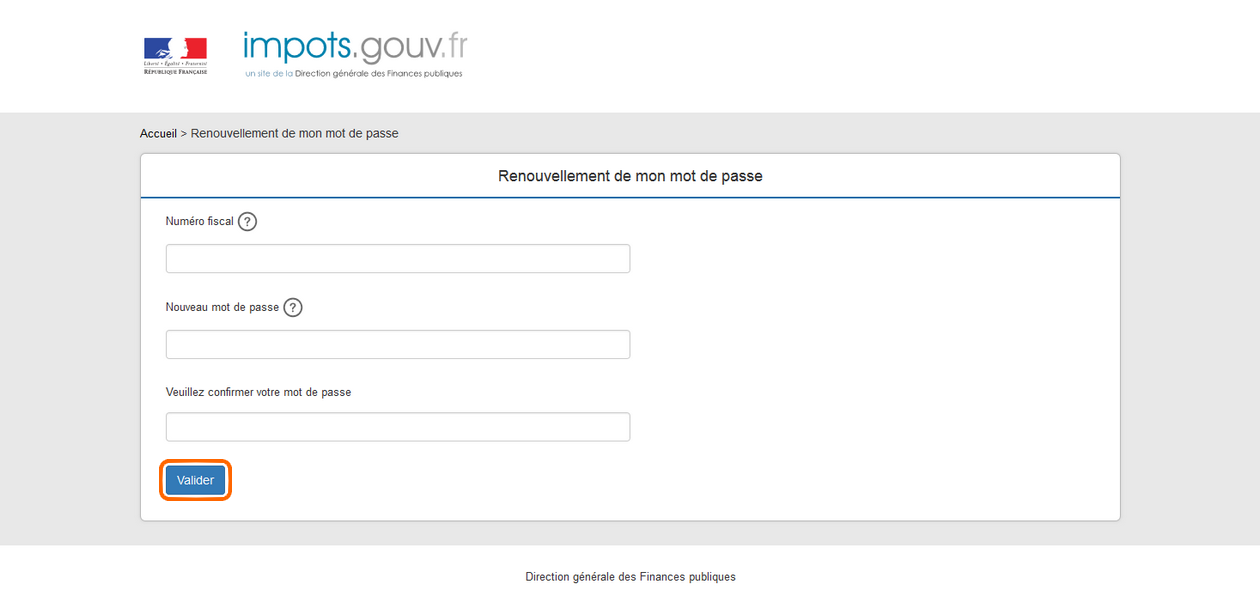 Liberté • Égalité • Fraternité
RÉPUBLIQUE FRANÇAISE
impots.gouv.fr
un site de la Direction générale des Finances publiques
Accueil > Renouvellement de mon mot de passe
Renouvellement de mon mot de passe
Numéro fiscal ?
Nouveau mot de passe ?
Veuillez confirmer votre mot de passe
Valider
Direction générale des Finances publiques